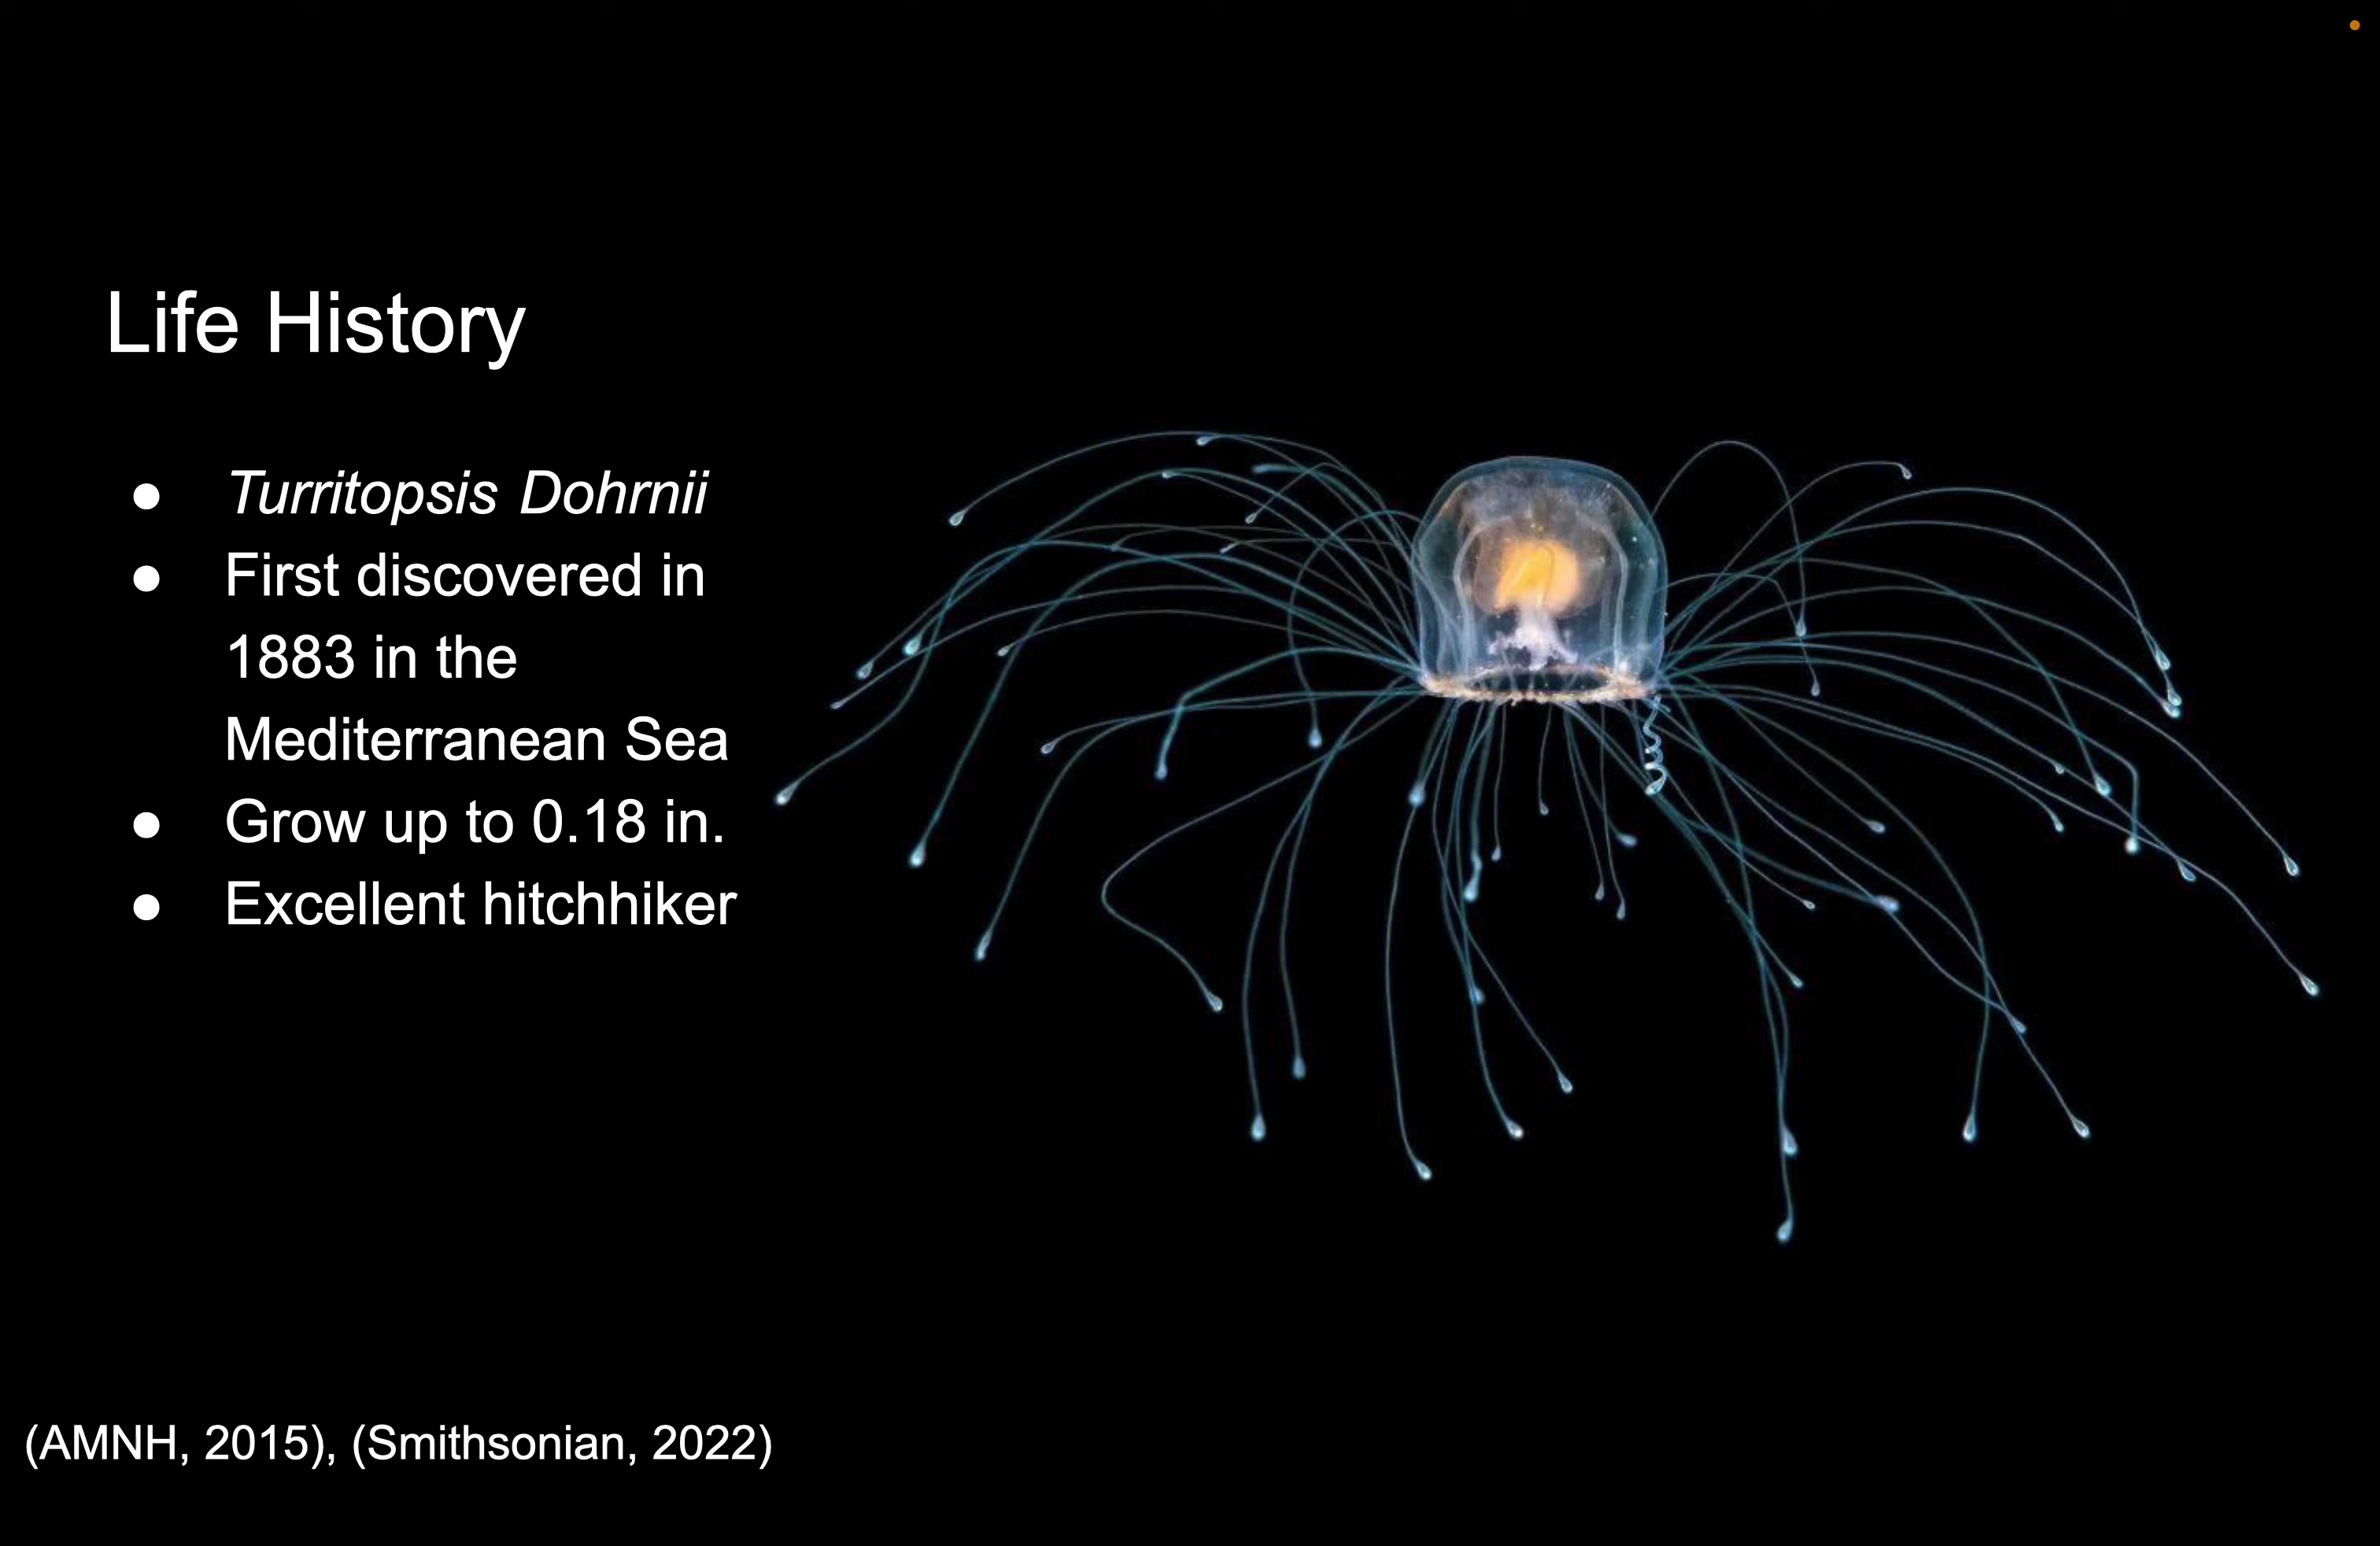 Life History
● Turritopsis Dohrnii
● First discovered in
1883 in the
Mediterranean Sea
● Grow up to 0.18 in.
● Excellent hitchhiker
(AMNH, 2015), (Smithsonian, 2022)